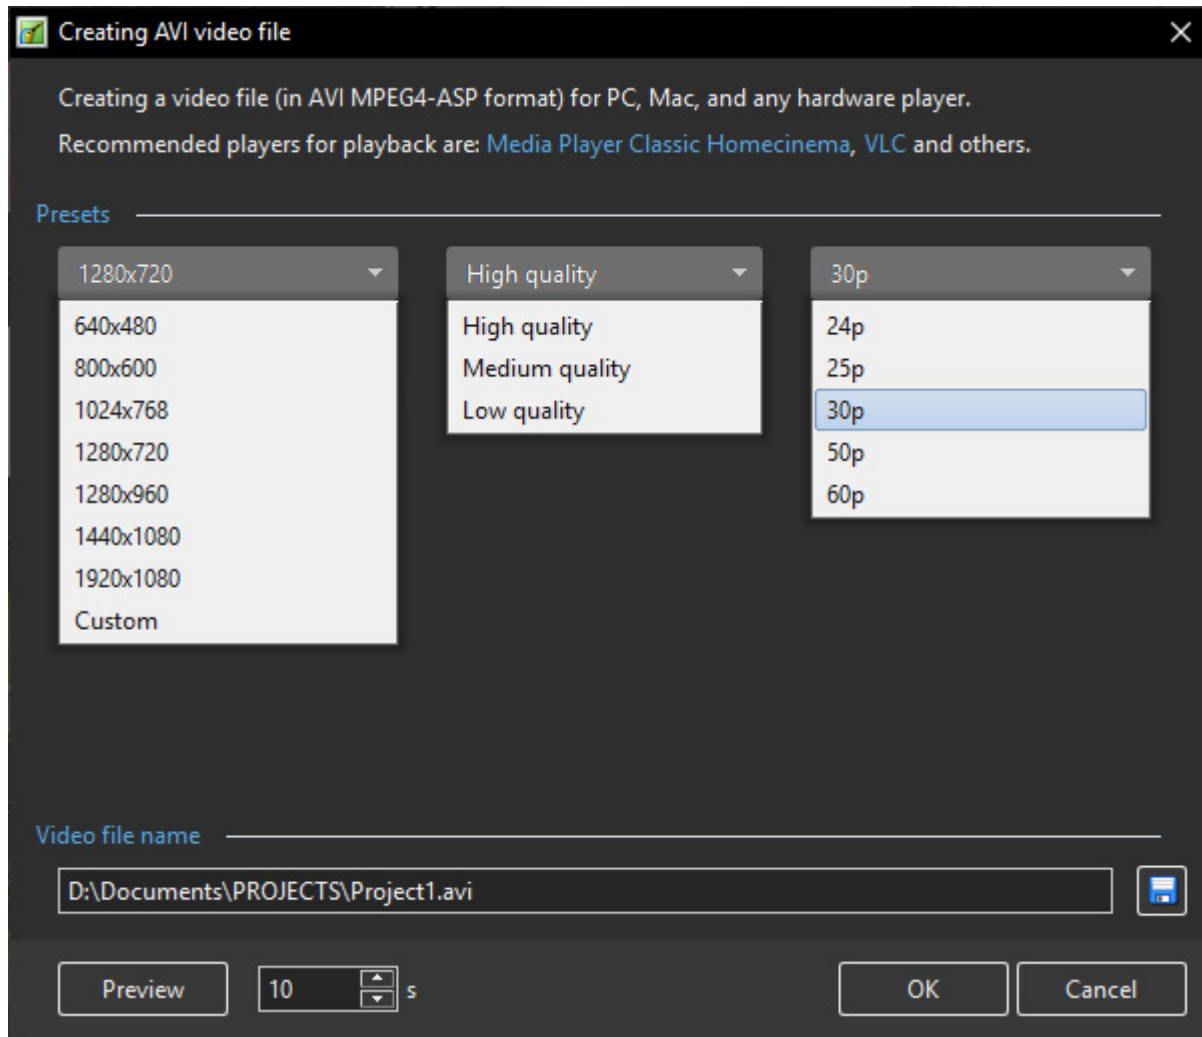 Creating AVI video file
Creating a video file (in AVI MPEG4-ASP format) for PC, Mac, and any hardware player.
Recommended players for playback are: Media Player Classic Homecinema, VLC and others.
Presets
1280x720
640x480
800x600
1024x768
1280x720
1280x960
1440x1080
1920x1080
Custom
High quality
High quality
Medium quality
Low quality
30p
24p
25p
30p
50p
60p
Video file name
D:\Documents\PROJECTS\Project1.avi
Preview 10 s OK Cancel